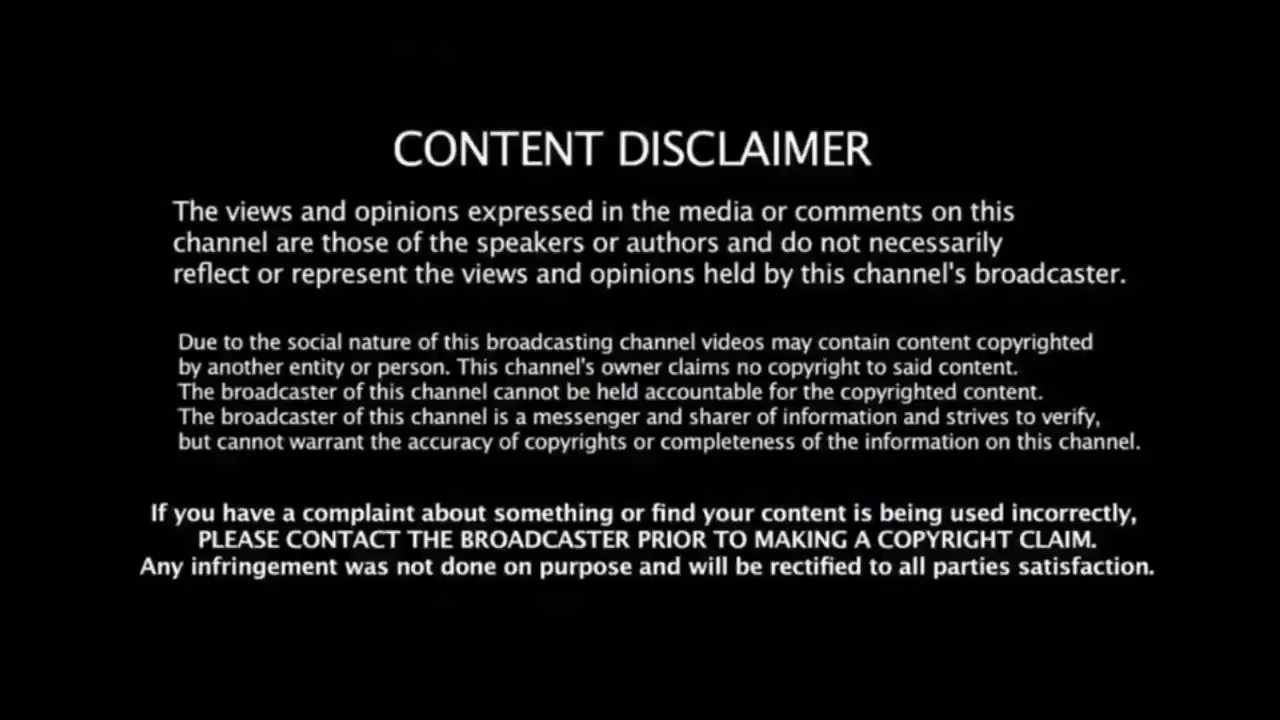 CONTENT DISCLAIMER
The views and opinions expressed in the media or comments on this
channel are those of the speakers or authors and do not necessarily
reflect or represent the views and opinions held by this channel's broadcaster.
Due to the social nature of this broadcasting channel videos may contain content copyrighted
by another entity or person. This channel's owner claims no copyright to said content.
The broadcaster of this channel cannot be held accountable for the copyrighted content.
The broadcaster of this channel is a messenger and sharer of information and strives to verify,
but cannot warrant the accuracy of copyrights or completeness of the information on this channel.
If you have a complaint about something or find your content is being used incorrectly,
PLEASE CONTACT THE BROADCASTER PRIOR TO MAKING A COPYRIGHT CLAIM.
Any infringement was not done on purpose and will be rectified to all parties satisfaction.